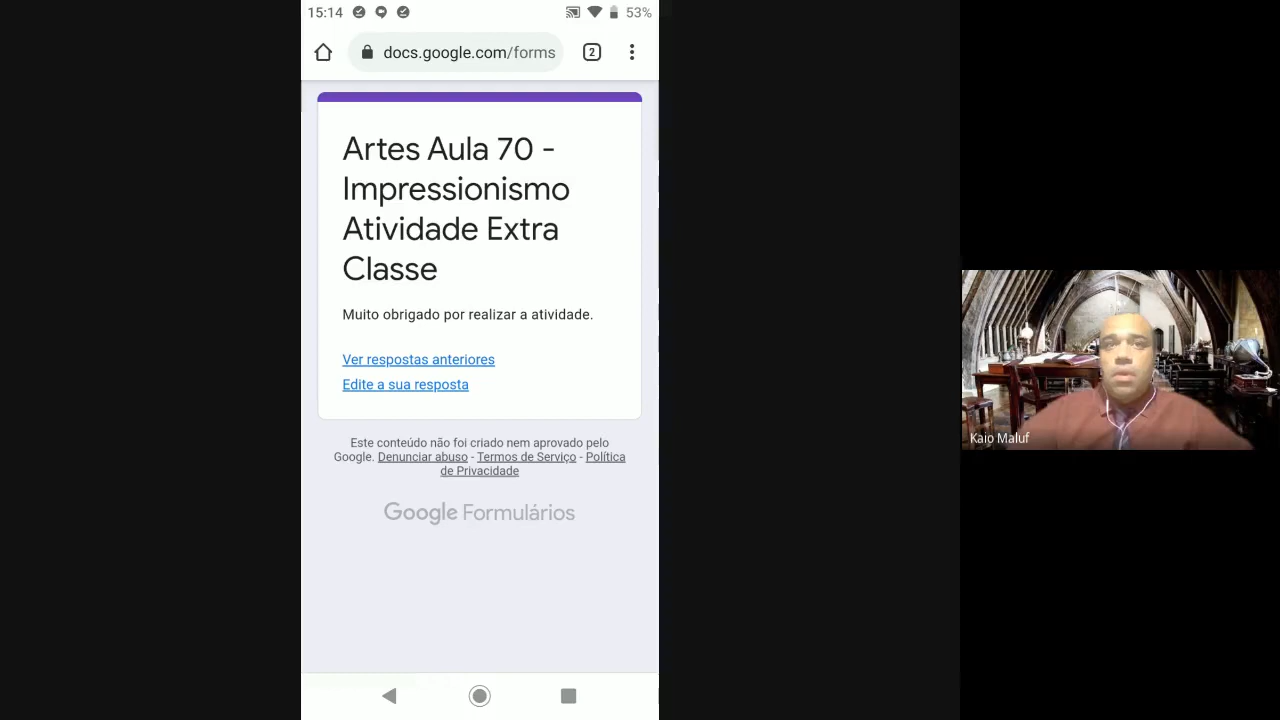 15:14
53%
docs.google.com/forms
2
Artes Aula 70 -
Impressionismo
Atividade Extra
Classe
Muito obrigado por realizar a atividade.
Ver respostas anteriores
Edite a sua resposta
Este conteúdo não foi criado nem aprovado pelo
Google. Denunciar abuso - Termos de Serviço - Política
de Privacidade
Google Formulários
Kaio Maluf